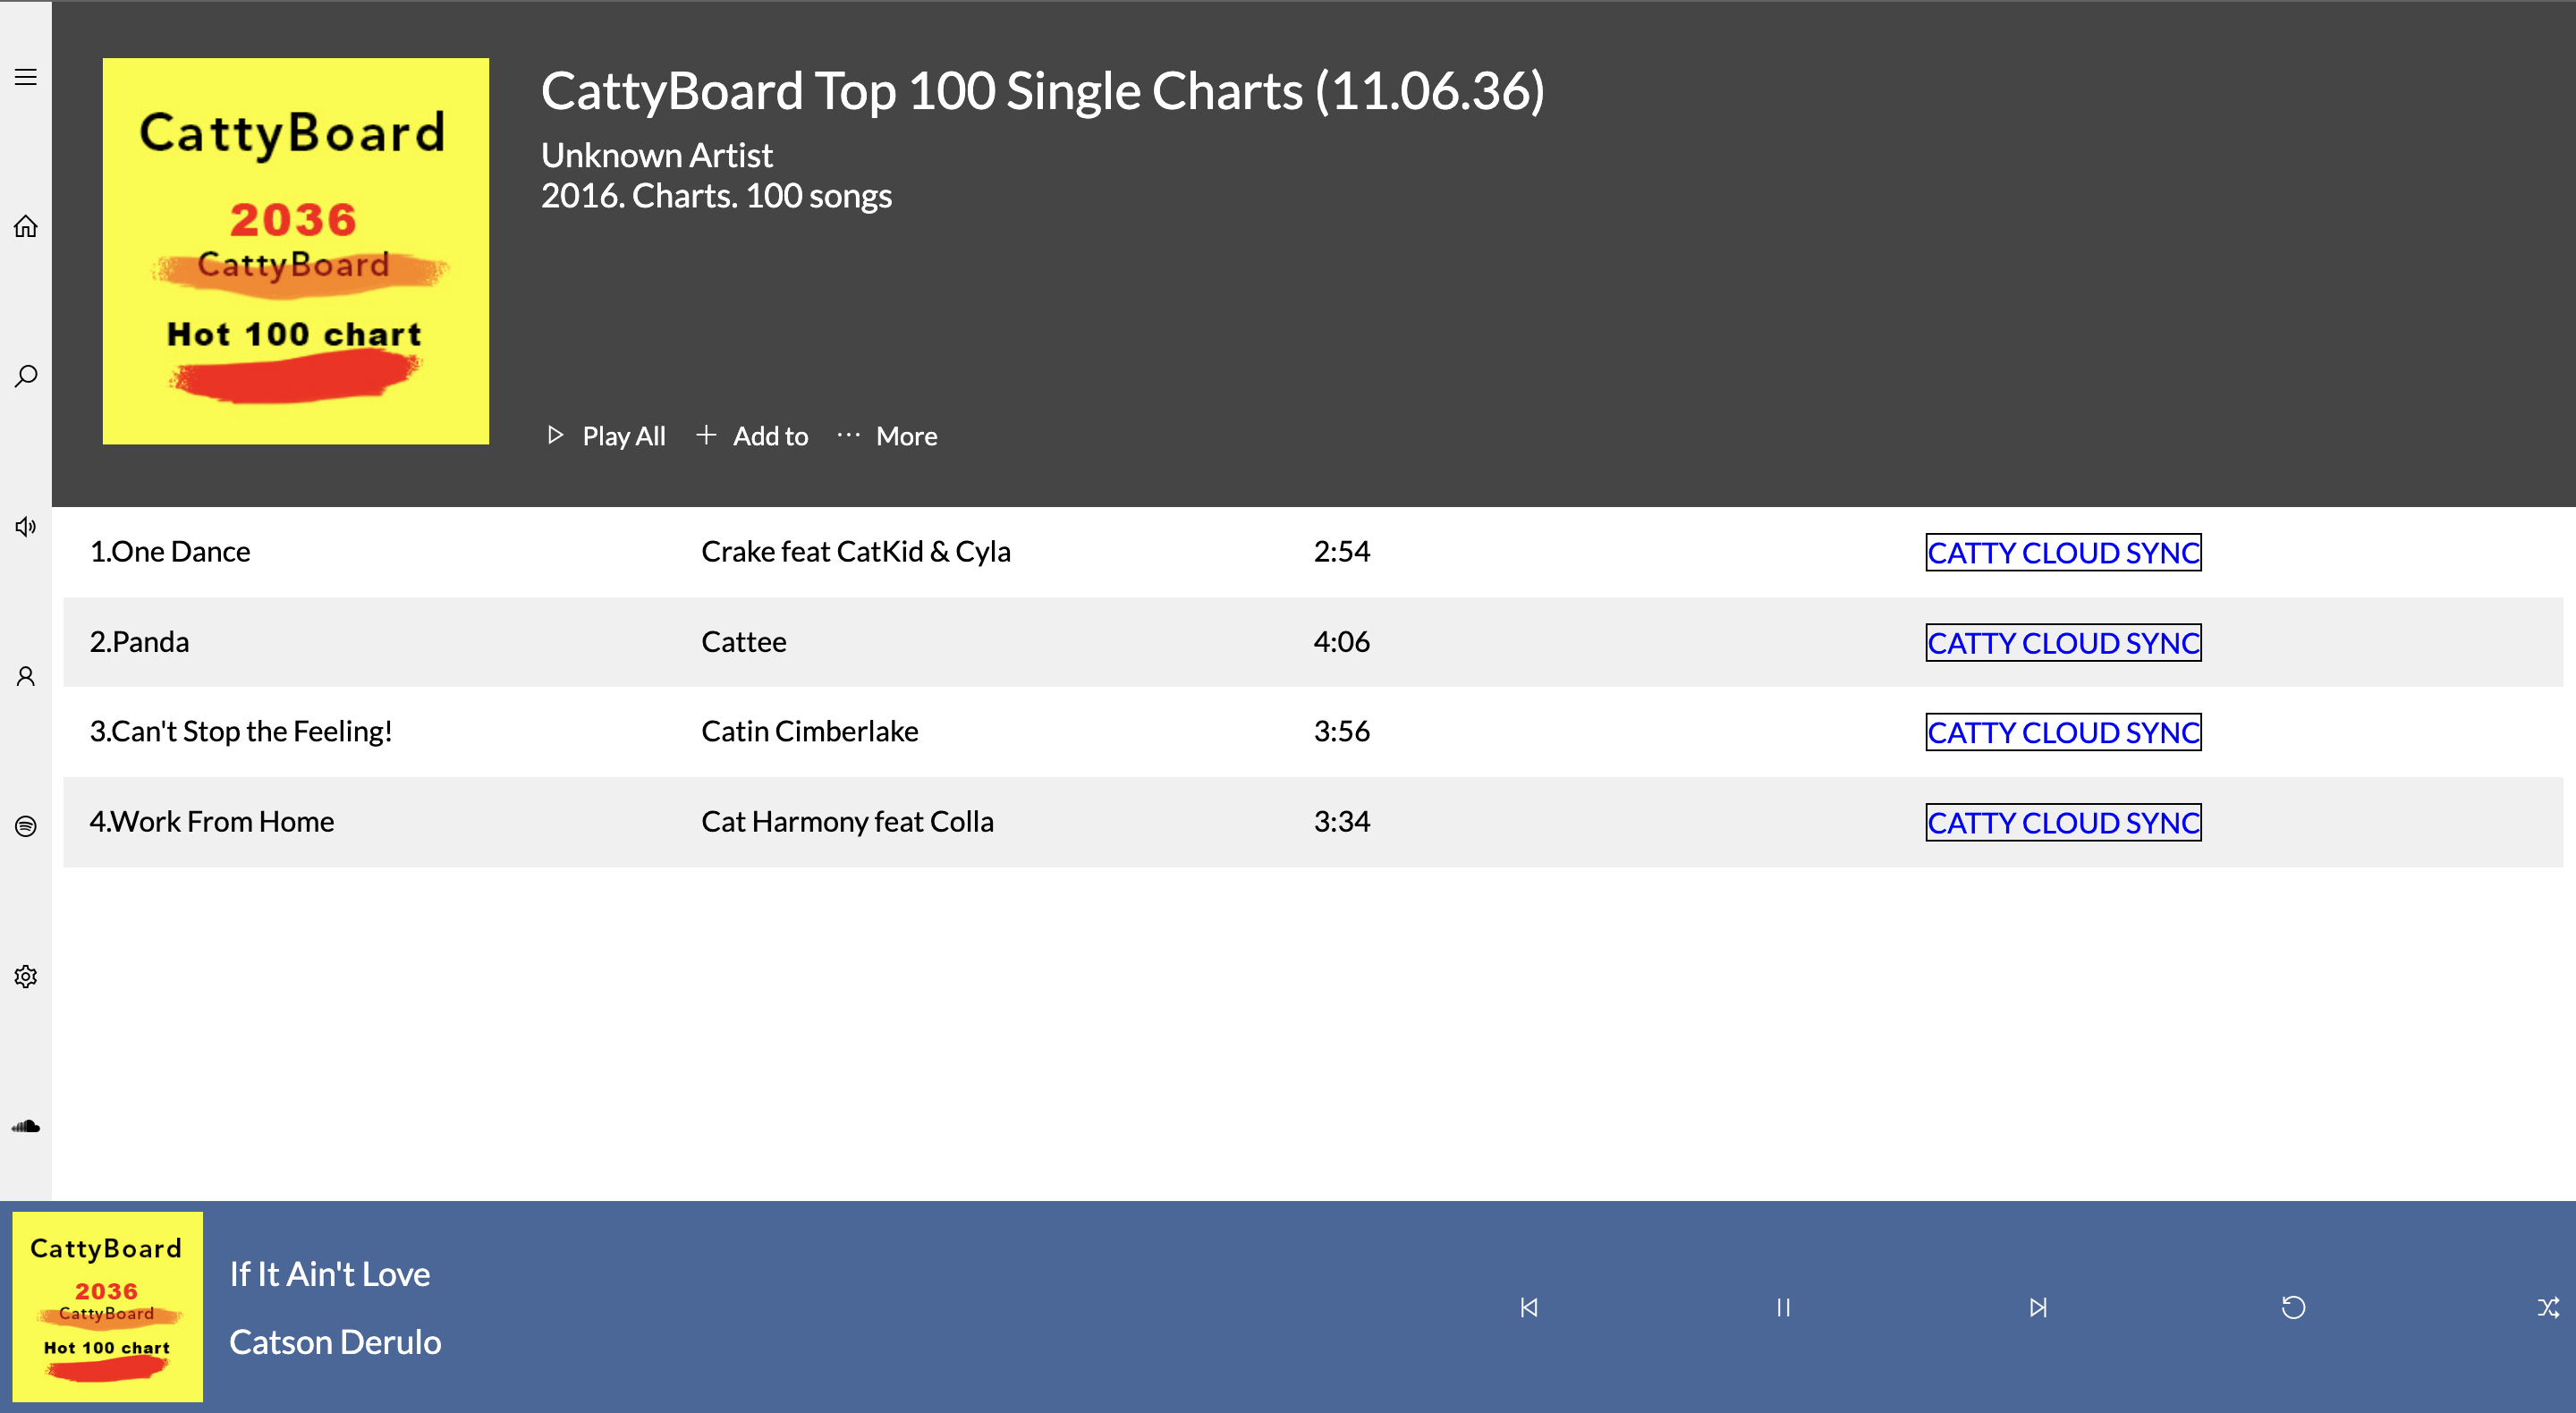 CattyBoard
2036
CattyBoard
Hot 100 chart
CattyBoard Top 100 Single Charts (11.06.36)
Unknown Artist
2016. Charts. 100 songs
Play All Add to More
1.One Dance Crake feat CatKid & Cyla 2:54 CATTY CLOUD SYNC
2.Panda Cattee 4:06 CATTY CLOUD SYNC
3.Can't Stop the Feeling! Catin Cimberlake 3:56 CATTY CLOUD SYNC
4.Work From Home Cat Harmony feat Colla 3:34 CATTY CLOUD SYNC
CattyBoard
2036
CattyBoard
Hot 100 chart
If It Ain't Love
Catson Derulo